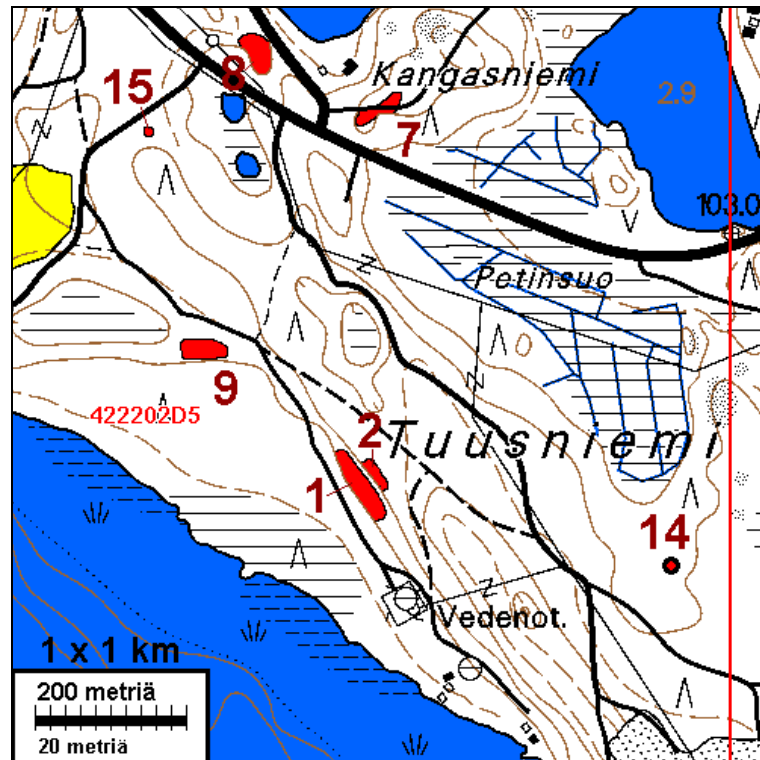 8
15
Kangasniemi
2.9
7
103.0
Petinsuo
9
422202D5
2
Tuusniemi
1
14
Vedenot.
1 x 1 km
200 metriä
20 metriä